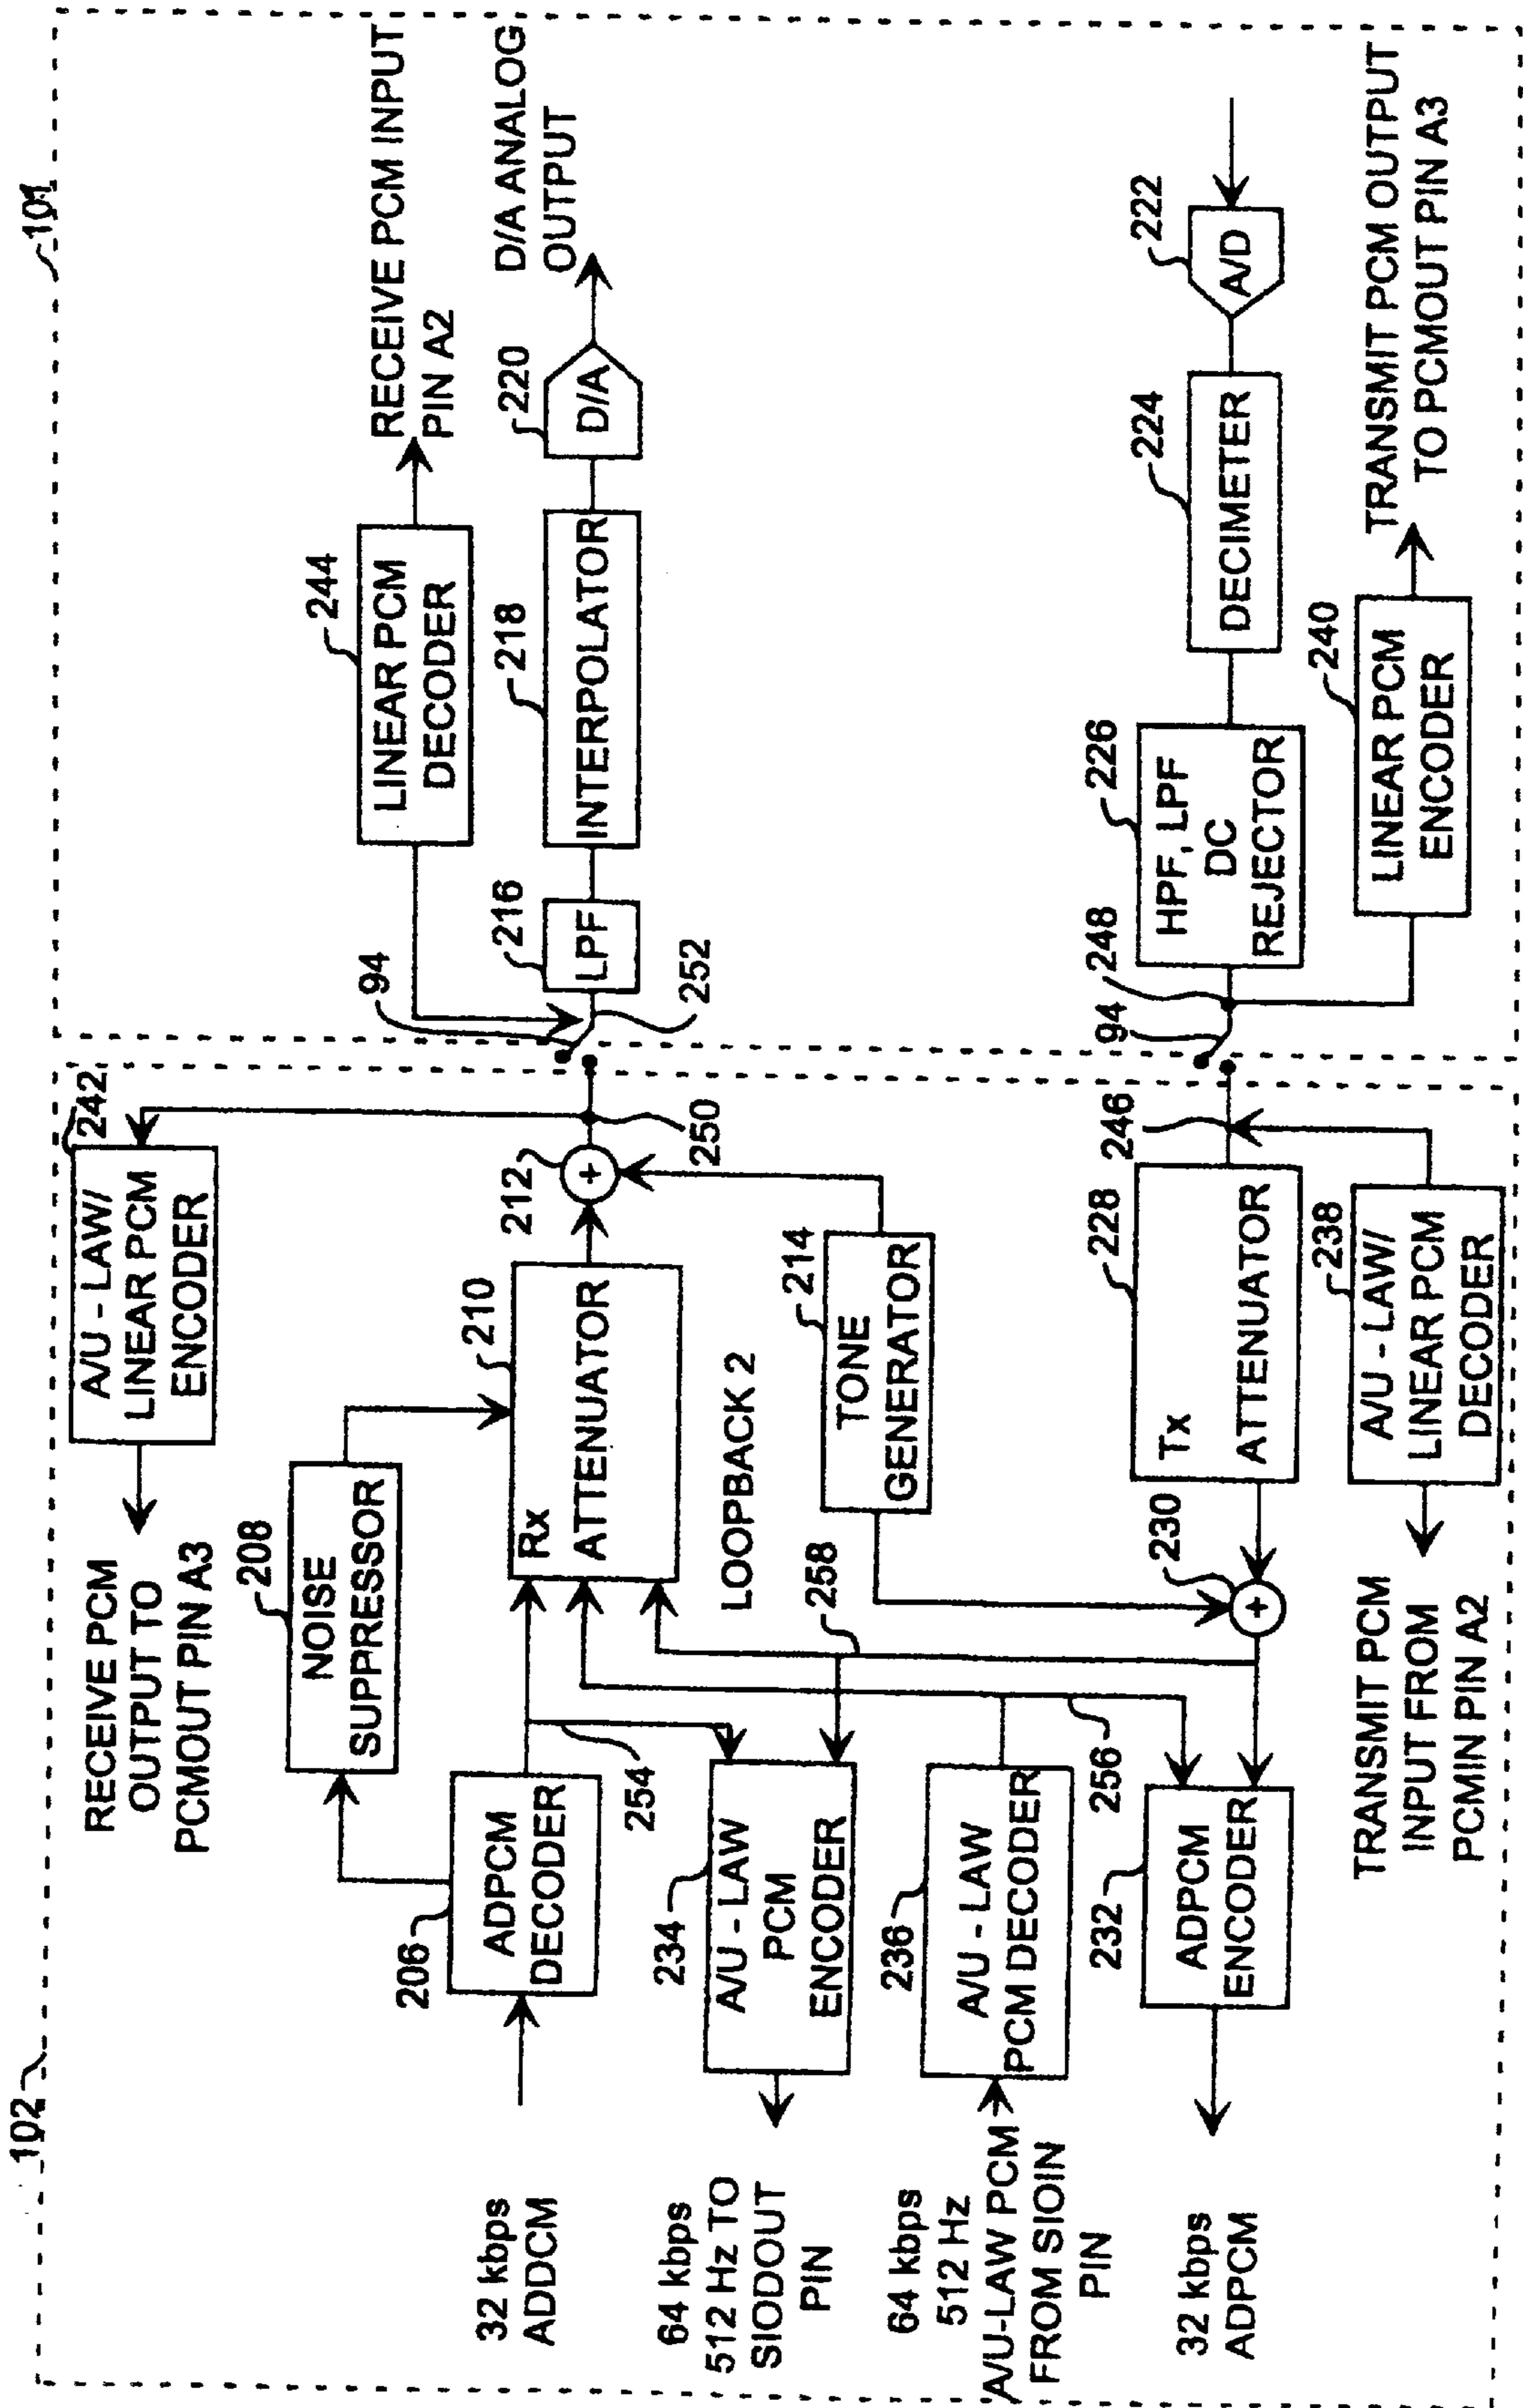 102
101
RECEIVE PCM
OUTPUT TO
PCMOUT PIN A3
242
A/U - LAW/
LINEAR PCM
ENCODER
208
NOISE
SUPPRESSOR
32 kbps
ADDCM
206
ADPCM
DECODER
254
210
Rx
ATTENUATOR
212
+
250
94
252
244
LINEAR PCM
DECODER
RECEIVE PCM INPUT
PIN A2
216
LPF
218
INTERPOLATOR
220
D/A
D/A ANALOG
OUTPUT
64 kbps
512 Hz TO
SIODOUT
PIN
234
A/U - LAW
PCM
ENCODER
LOOPBACK 2
258
214
TONE
GENERATOR
64 kbps
512 Hz
A/U-LAW PCM
FROM SIOIN
PIN
236
A/U - LAW
PCM DECODER
256
32 kbps
ADPCM
232
ADPCM
ENCODER
230
+
228
Tx
ATTENUATOR
246
94
248
226
HPF, LPF
DC
REJECTOR
224
DECIMETER
222
A/D
TRANSMIT PCM
INPUT FROM
PCMIN PIN A2
238
A/U - LAW/
LINEAR PCM
DECODER
240
LINEAR PCM
ENCODER
TRANSMIT PCM OUTPUT
TO PCMOUT PIN A3